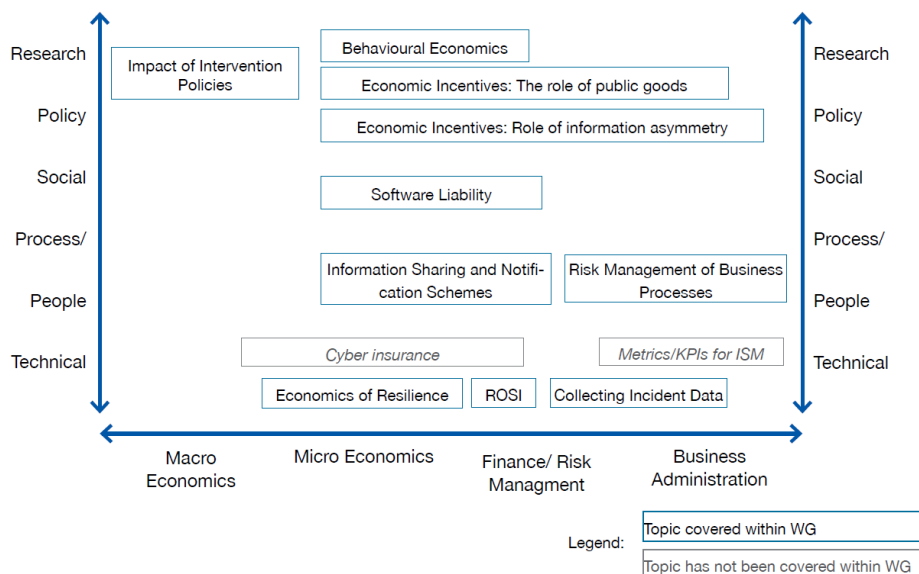 Research
Policy
Social
Process/
People
Technical
Impact of Intervention
Policies
Behavioural Economics
Economic Incentives: The role of public goods
Economic Incentives: Role of information asymmetry
Software Liability
Information Sharing and Notifi-
cation Schemes
Risk Management of Business
Processes
Cyber insurance
Metrics/KPIs for ISM
Economics of Resilience
ROSI
Collecting Incident Data
Research
Policy
Social
Process/
People
Technical
Macro
Economics
Micro Economics
Finance/ Risk
Managment
Business
Administration
Legend:
Topic covered within WG
Topic has not been covered within WG